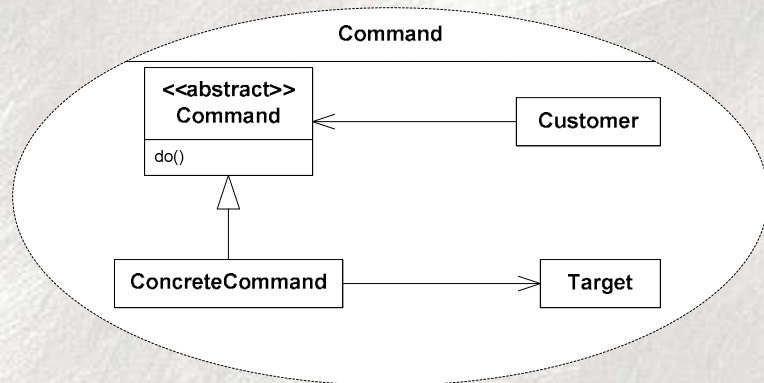 Command
<<abstract>>
Command
do()
Customer
ConcreteCommand
Target